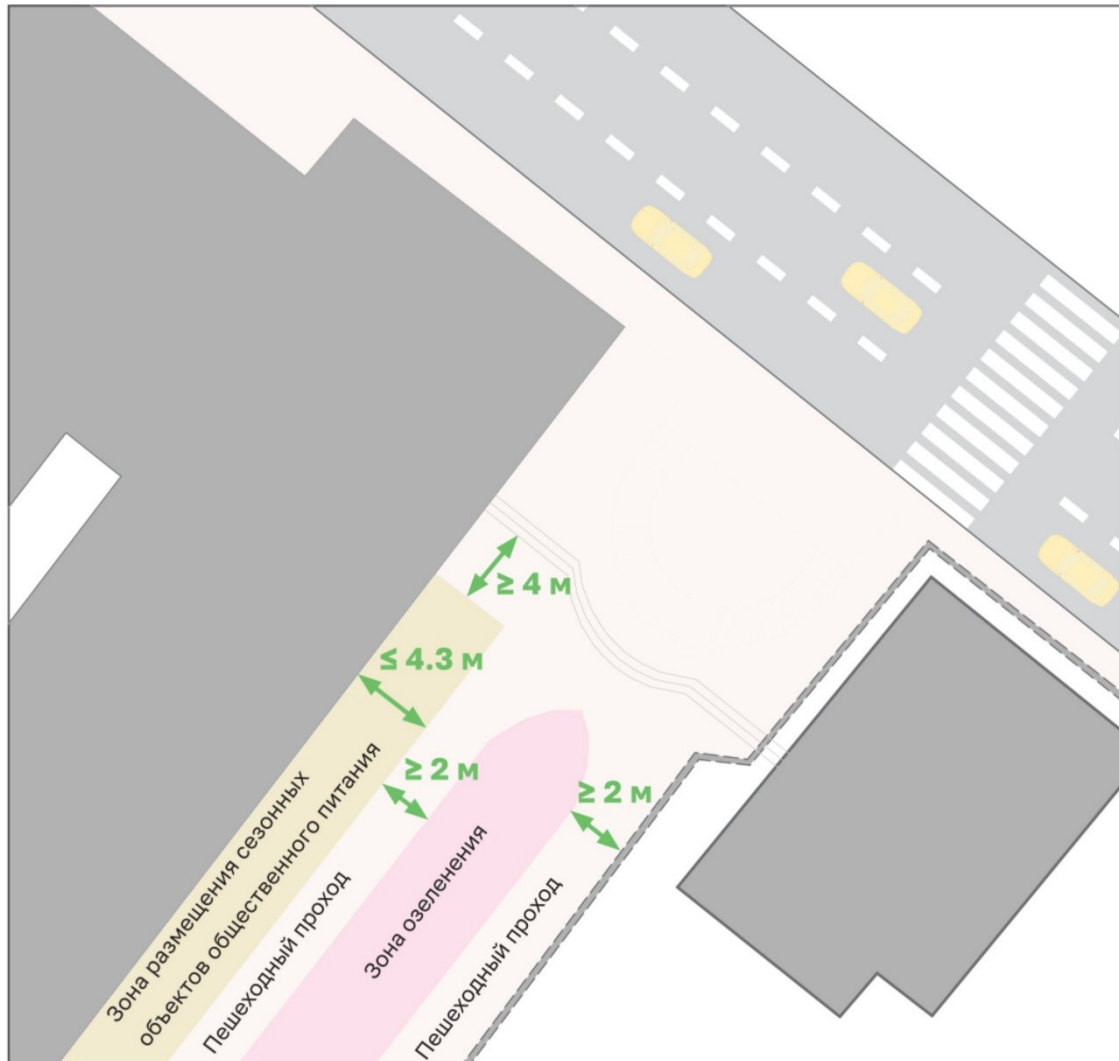 ≥ 4 м
≤ 4.3 м
≥ 2 м
≥ 2 м
Зона размещения сезонных
объектов общественного питания
Пешеходный проход
Зона озеленения
Пешеходный проход